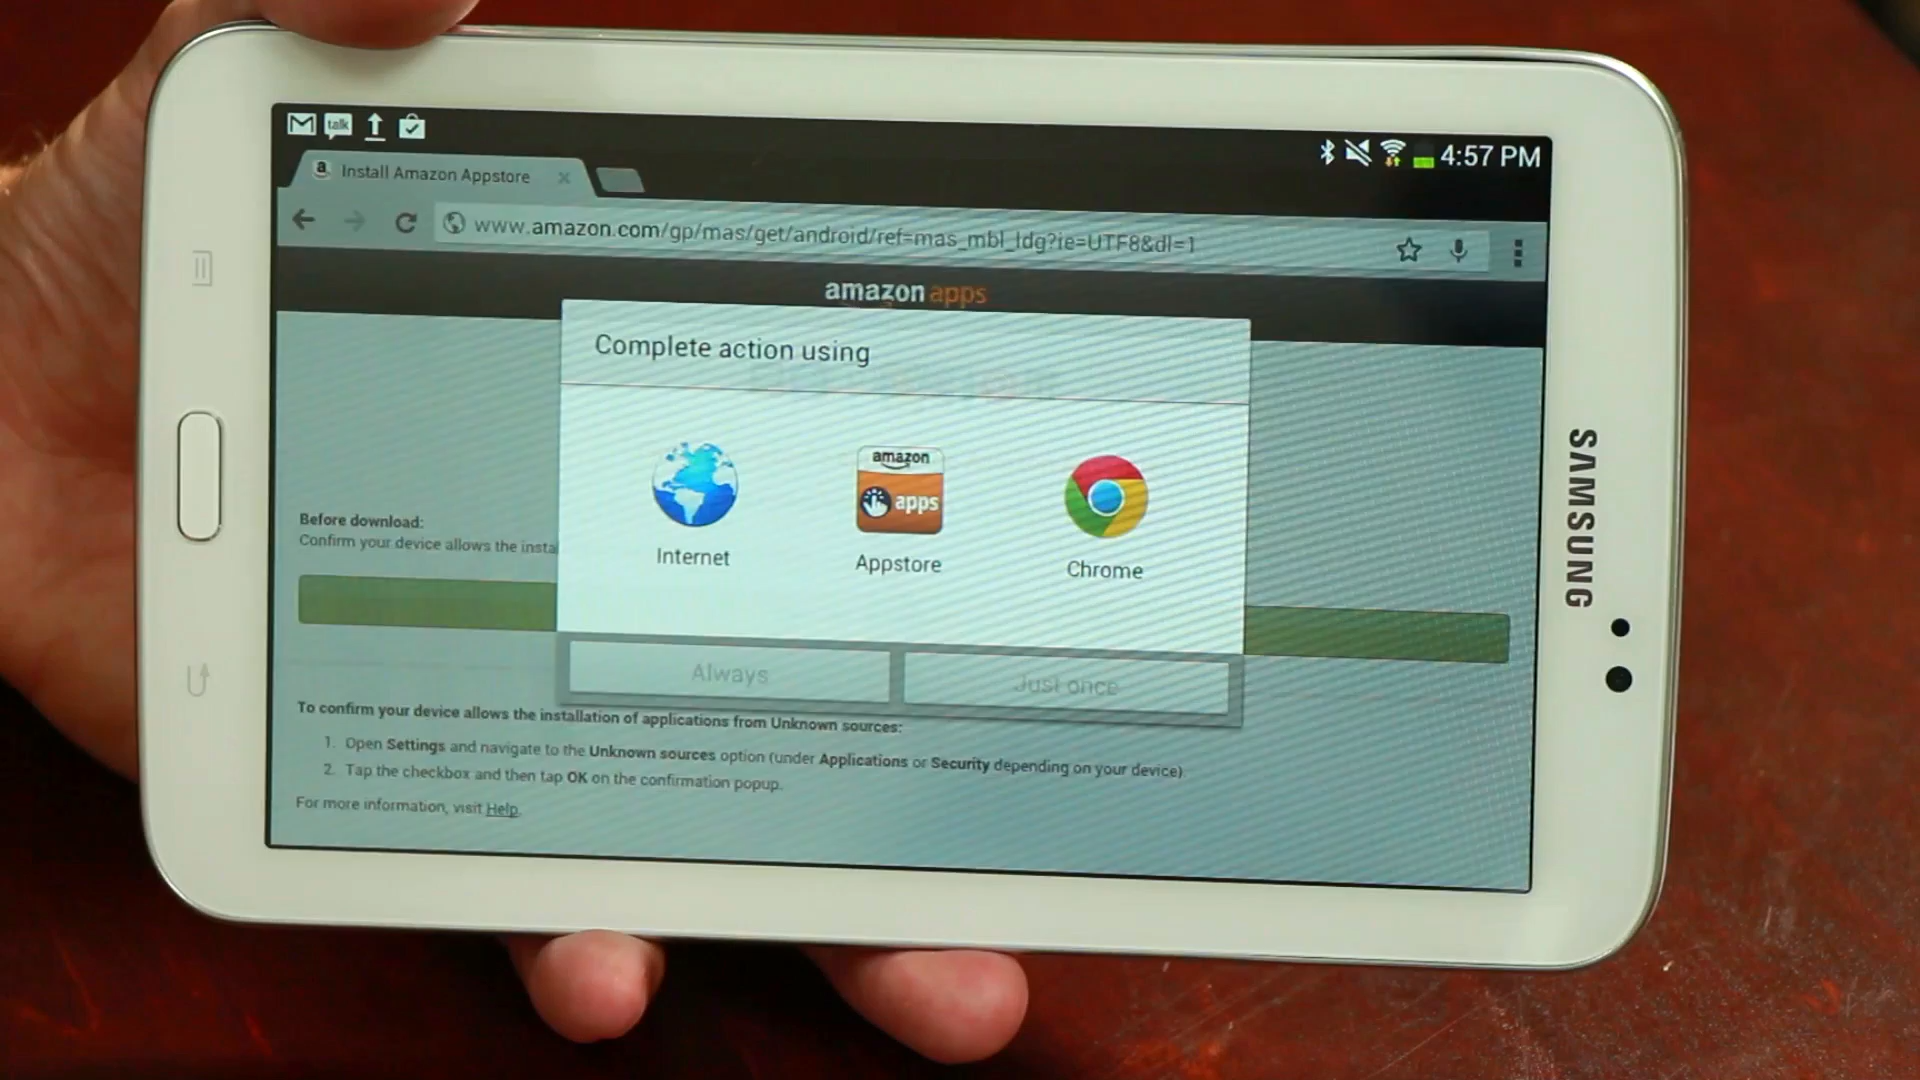 talk
4:57 PM
a Install Amazon Appstore
www.amazon.com/gp/mas/get/android/ref=mas_mbl_ldg?ie=UTF8&dl=1
amazon apps
Complete action using
amazon
apps
Internet
Appstore
Chrome
Always
Just once
Before download:
Confirm your device allows the
To confirm your device allows the installation of applications from Unknown sources:
1. Open Settings and navigate to the Unknown sources option (under Applications or Security depending on your device).
2. Tap the checkbox and then tap OK on the confirmation popup.
For more information, visit Help.
SAMSUNG